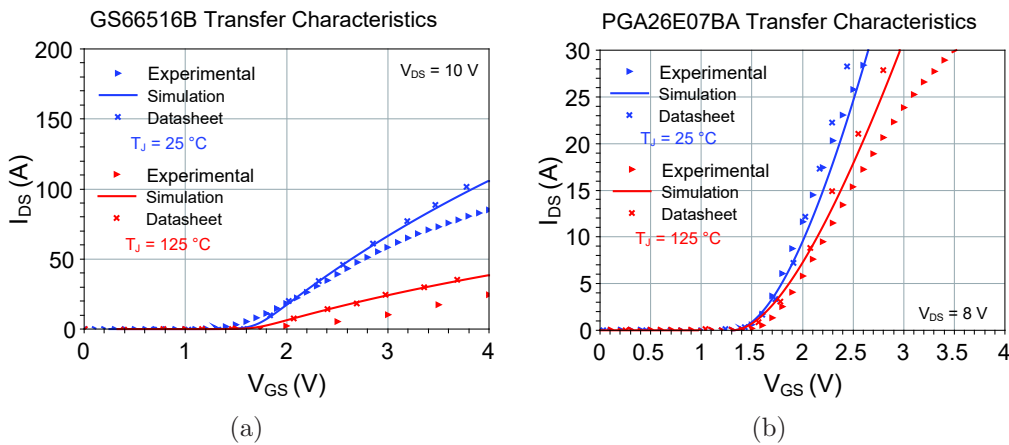 GS66516B Transfer Characteristics
200
150
100
50
0
0
1
2
3
4
I_DS (A)
V_GS (V)
V_DS = 10 V
Experimental
Simulation
Datasheet
T_J = 25 °C
Experimental
Simulation
Datasheet
T_J = 125 °C
(a)
PGA26E07BA Transfer Characteristics
30
25
20
15
10
5
0
0
0.5
1
1.5
2
2.5
3
3.5
4
I_DS (A)
V_GS (V)
Experimental
Simulation
Datasheet
T_J = 25 °C
Experimental
Simulation
Datasheet
T_J = 125 °C
V_DS = 8 V
(b)